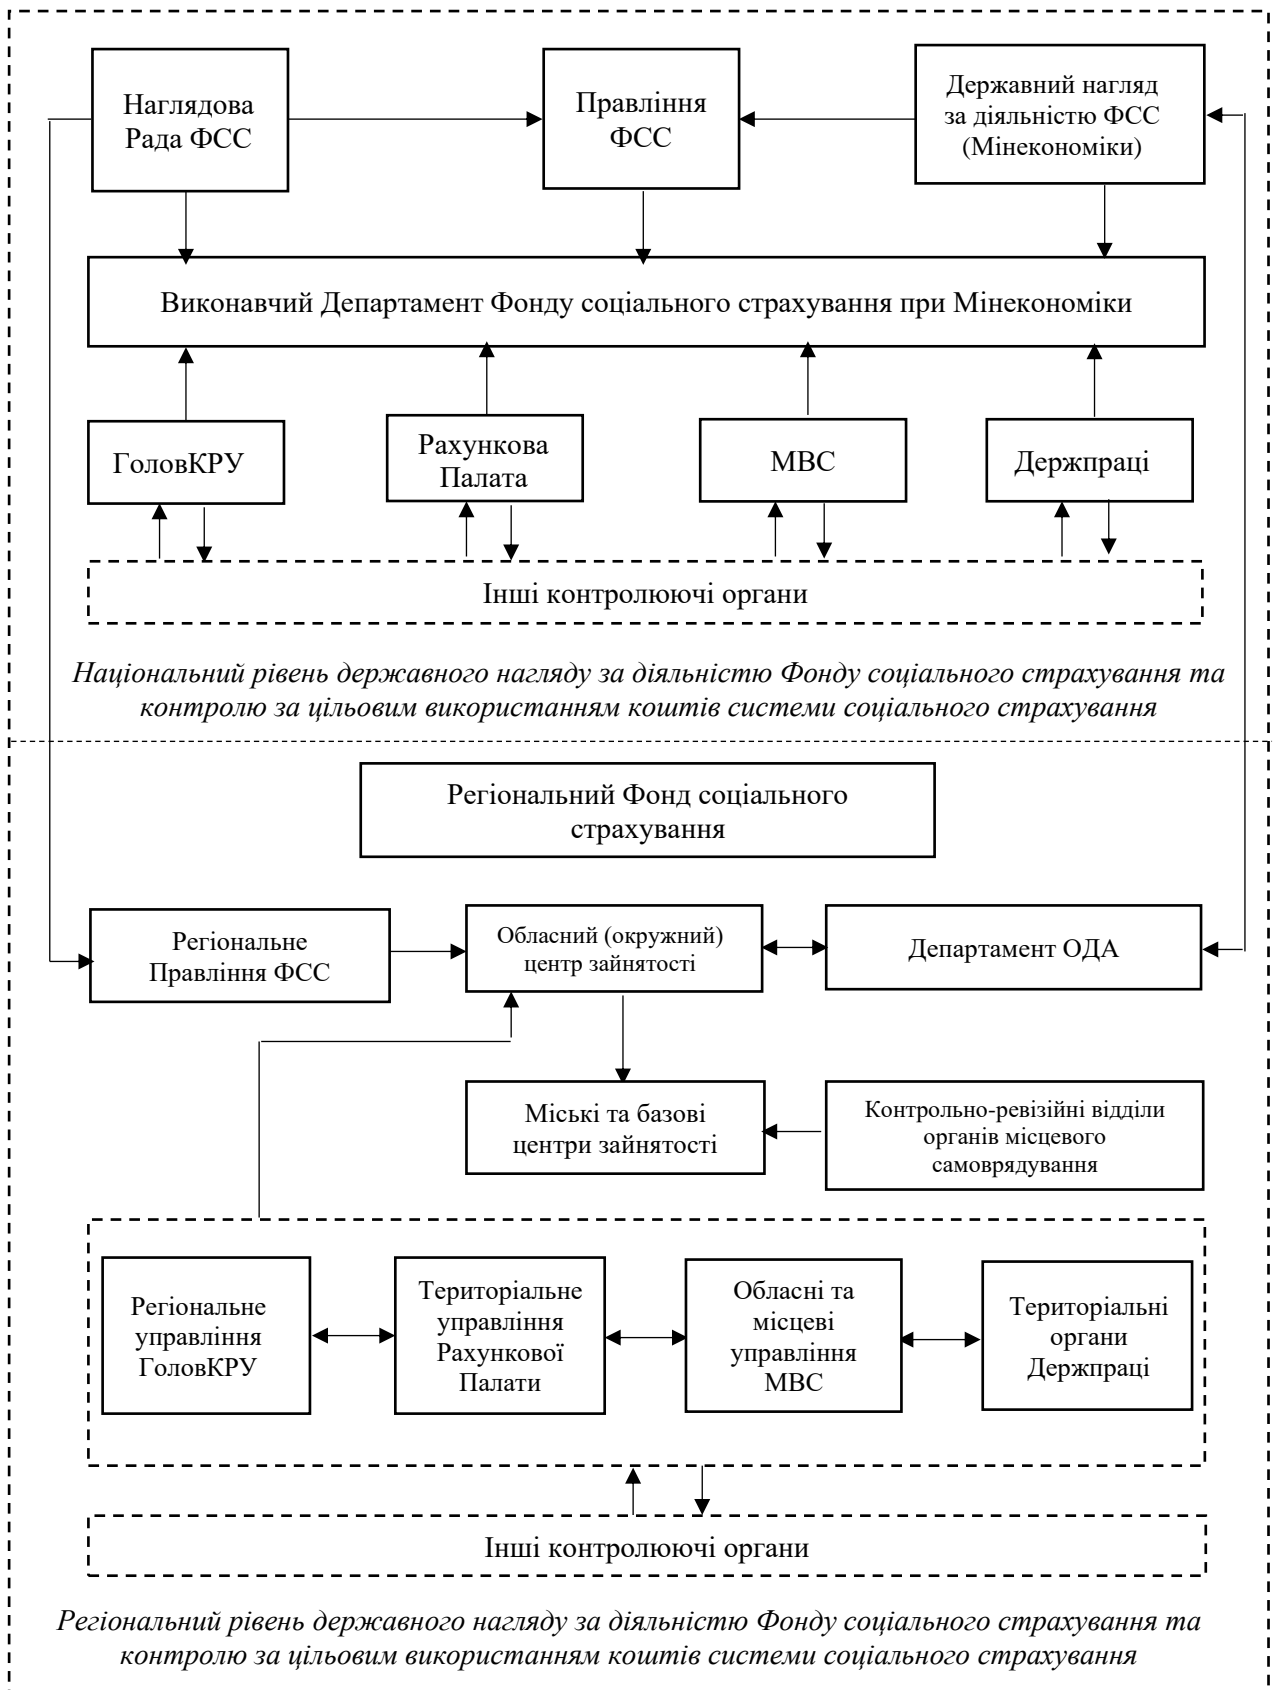 Наглядова
Рада ФСС
Правління
ФСС
Державний нагляд
за діяльністю ФСС
(Мінекономіки)
Виконавчий Департамент Фонду соціального страхування при Мінекономіки
ГоловКРУ
Рахункова
Палата
МВС
Держпраці
Інші контролюючі органи
Національний рівень державного нагляду за діяльністю Фонду соціального страхування та
контролю за цільовим використанням коштів системи соціального страхування
Регіональний Фонд соціального
страхування
Регіональне
Правління ФСС
Обласний (окружний)
центр зайнятості
Департамент ОДА
Міські та базові
центри зайнятості
Контрольно-ревізійні відділи
органів місцевого
самоврядування
Регіональне
управління
ГоловКРУ
Територіальне
управління
Рахункової
Палати
Обласні та
місцеві
управління
МВС
Територіальні
органи
Держпраці
Інші контролюючі органи
Регіональний рівень державного нагляду за діяльністю Фонду соціального страхування та
контролю за цільовим використанням коштів системи соціального страхування